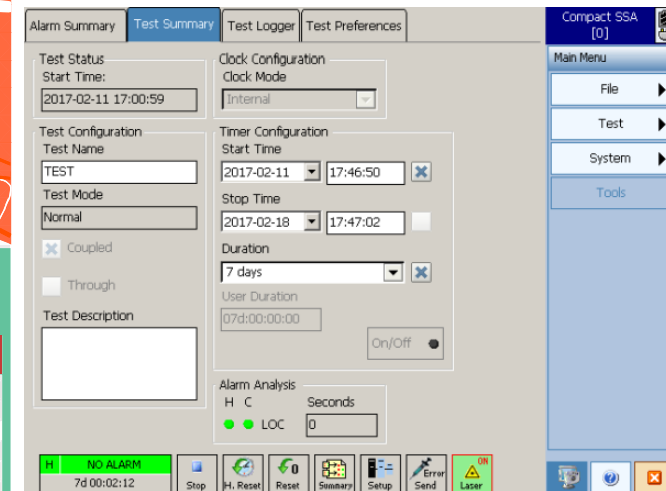 Alarm Summary Test Summary Test Logger Test Preferences
Compact SSA
[0]
Main Menu
File
Test
System
Tools
Test Status
Start Time:
2017-02-11 17:00:59
Clock Configuration
Clock Mode
Internal
Test Configuration
Test Name
TEST
Test Mode
Normal
Coupled
Through
Test Description
Timer Configuration
Start Time
2017-02-11 17:46:50
Stop Time
2017-02-18 17:47:02
Duration
7 days
User Duration
07d:00:00:00
On/Off
Alarm Analysis
H C Seconds
LOC 0
H NO ALARM
7d 00:02:12
Stop
H. Reset
0
Reset
Summary
Setup
Error
Send
ON
Laser